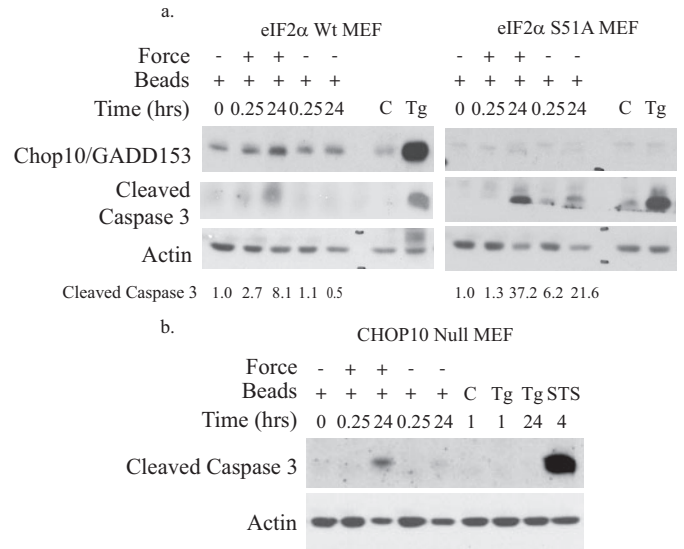 a.
eIF2α Wt MEF
eIF2α S51A MEF
Force - + + - - - + + - -
Beads + + + + + + + + + +
Time (hrs) 0 0.25 24 0.25 24 C Tg 0 0.25 24 0.25 24 C Tg
Chop10/GADD153
Cleaved
Caspase 3
Actin
Cleaved Caspase 3 1.0 2.7 8.1 1.1 0.5 1.0 1.3 37.2 6.2 21.6
b.
CHOP10 Null MEF
Force - + + - -
Beads + + + + + C Tg Tg STS
Time (hrs) 0 0.25 24 0.25 24 1 1 24 4
Cleaved Caspase 3
Actin